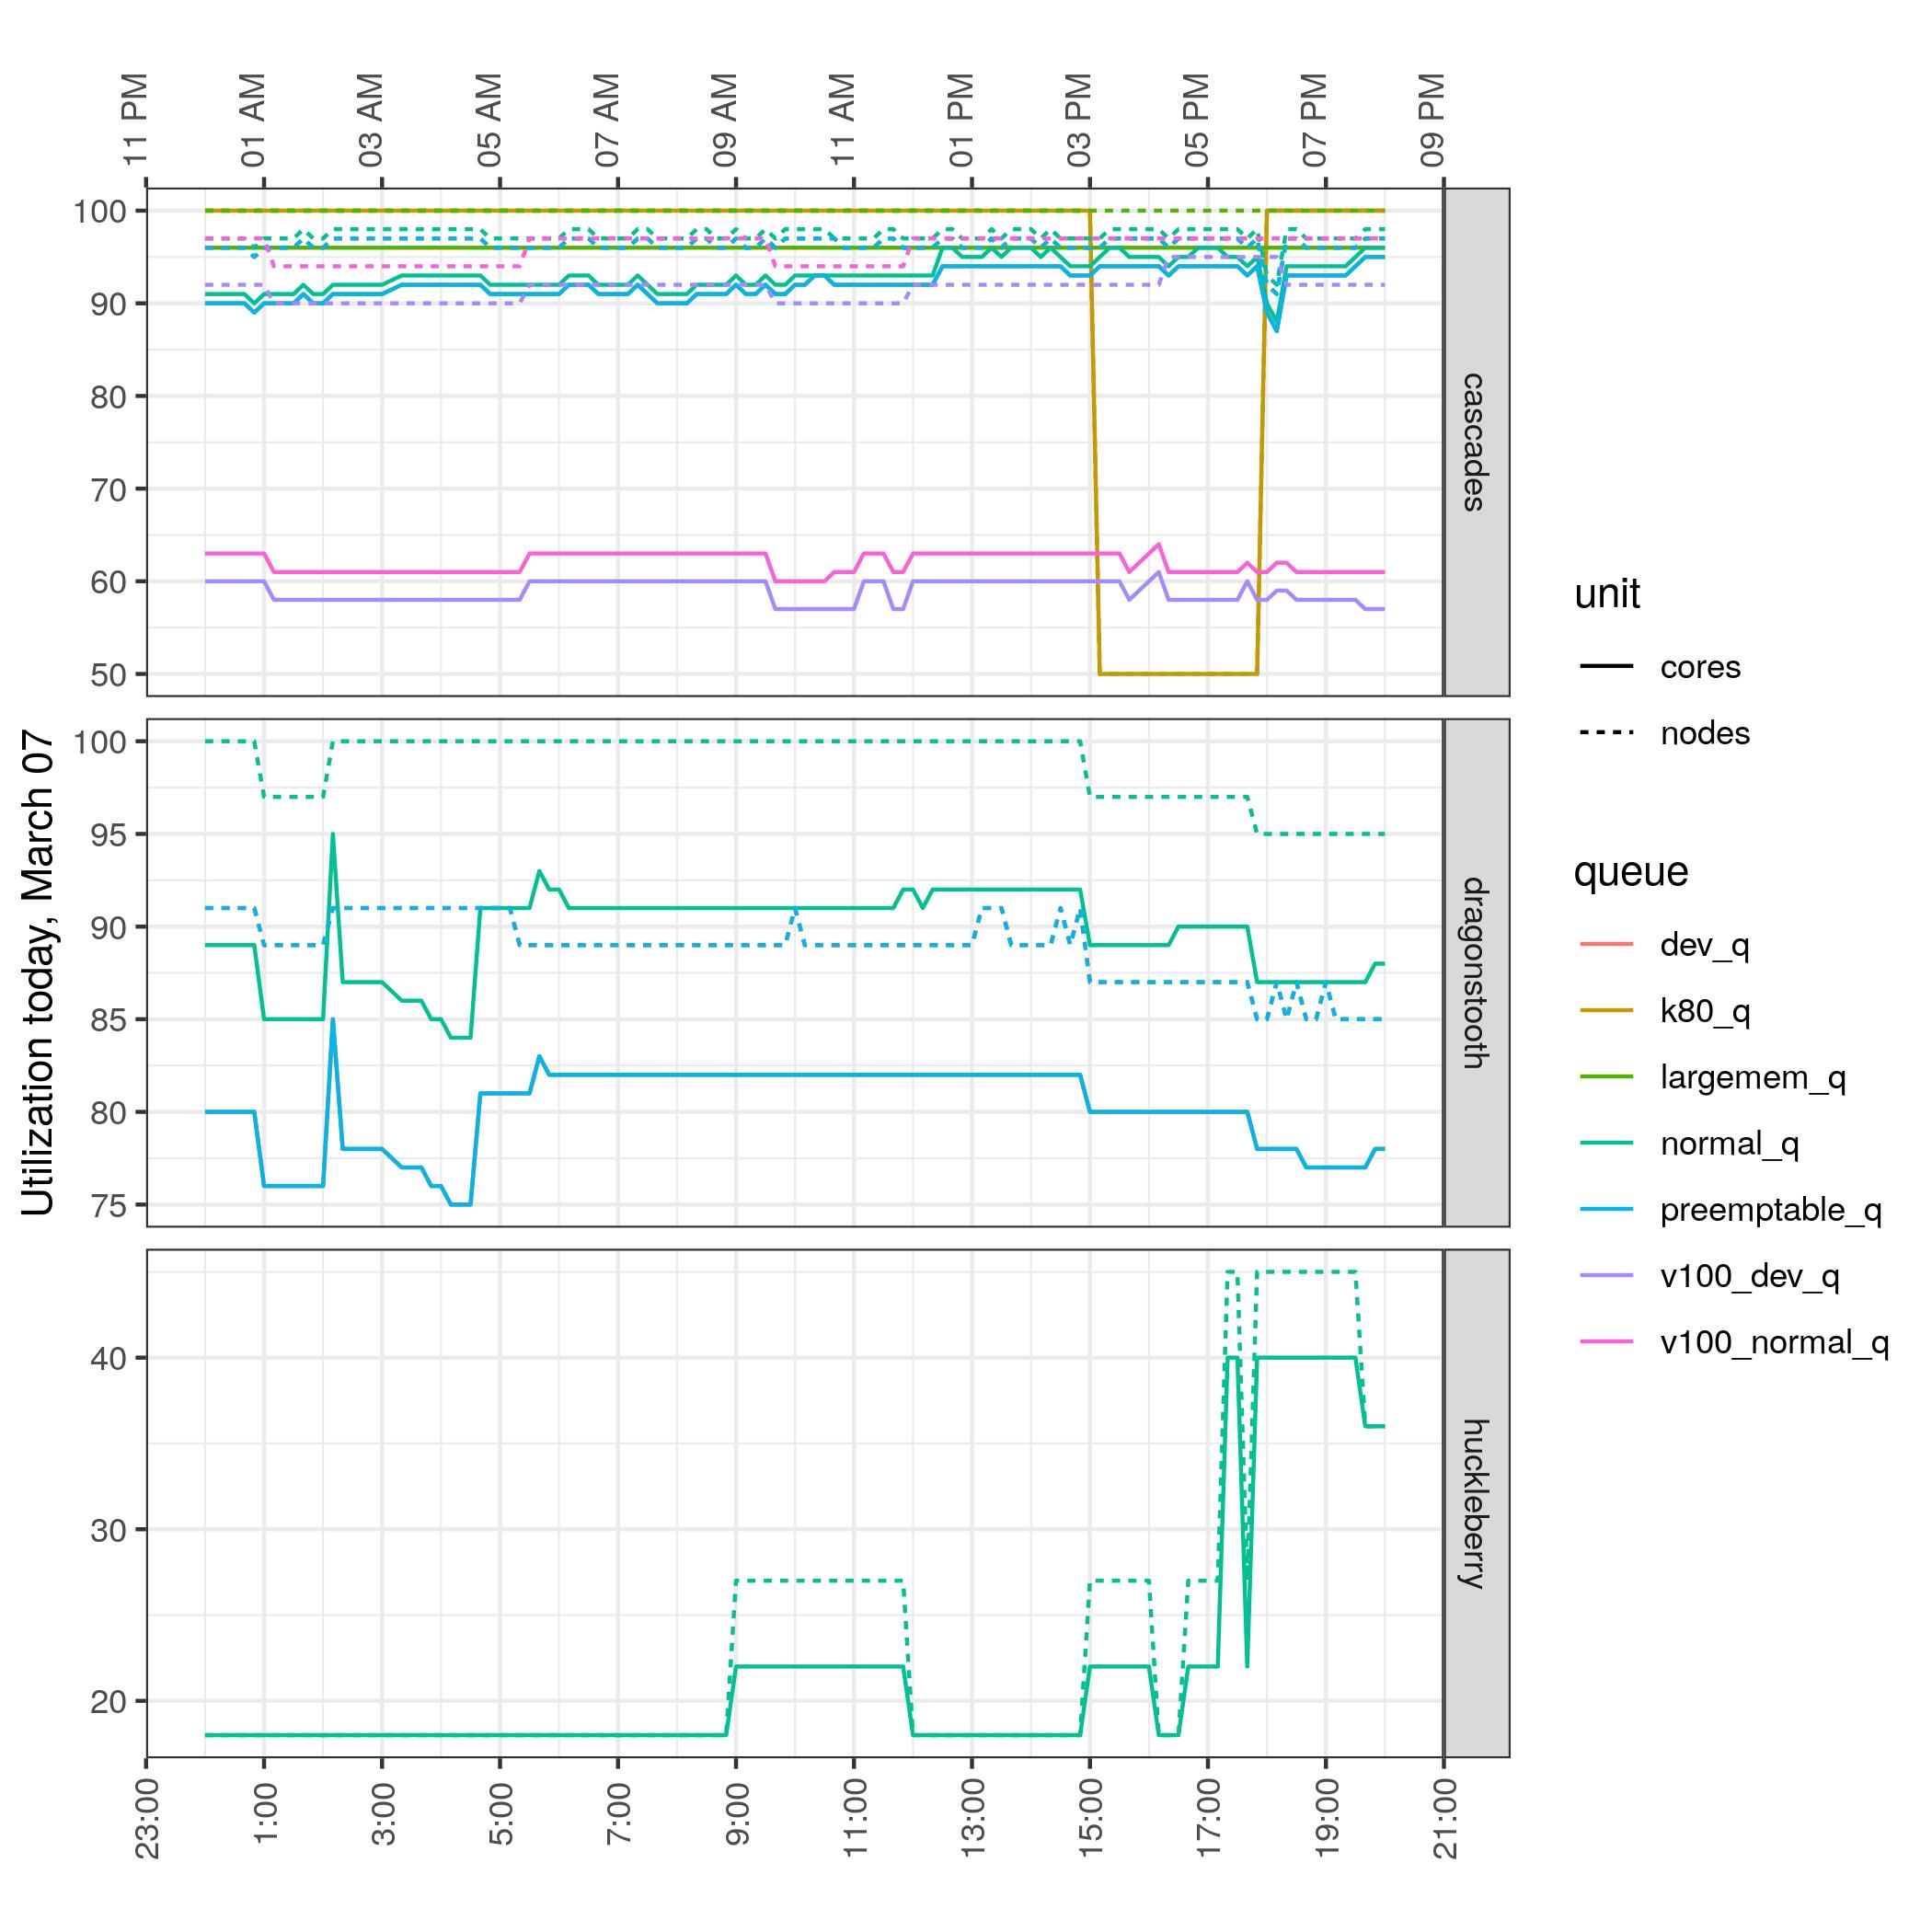 11 PM
01 AM
03 AM
05 AM
07 AM
09 AM
11 AM
01 PM
03 PM
05 PM
07 PM
09 PM
Utilization today, March 07
100
90
80
70
60
50
cascades
100
95
90
85
80
75
dragonstooth
40
30
20
huckleberry
23:00
1:00
3:00
5:00
7:00
9:00
11:00
13:00
15:00
17:00
19:00
21:00
unit
cores
nodes
queue
dev_q
k80_q
largemem_q
normal_q
preemptable_q
v100_dev_q
v100_normal_q